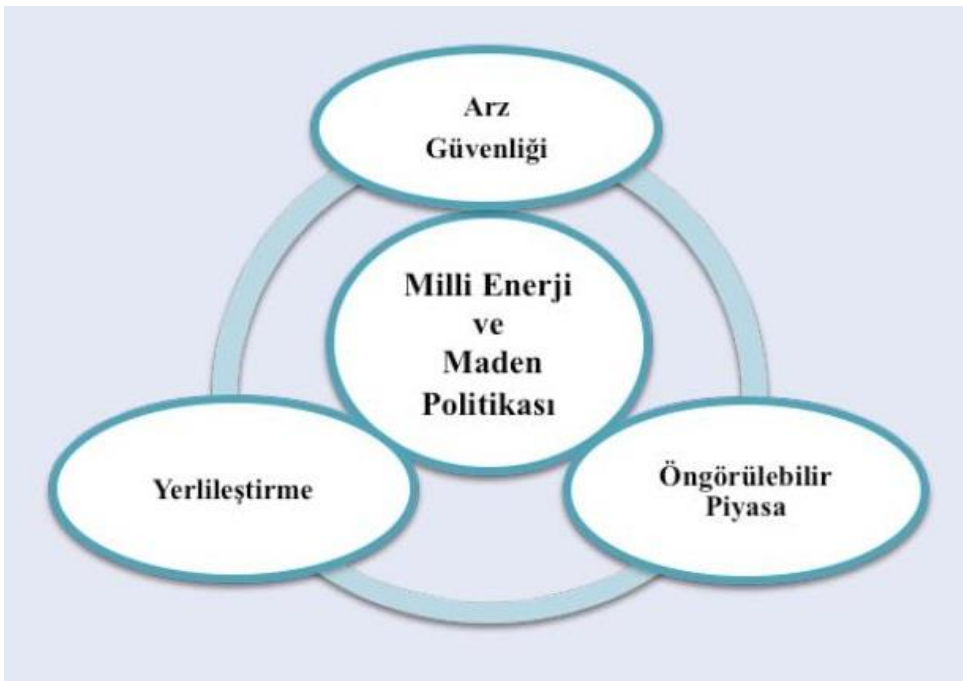 Arz
Güvenliği
Milli Enerji
ve
Maden
Politikası
Yerlileştirme
Öngörülebilir
Piyasa